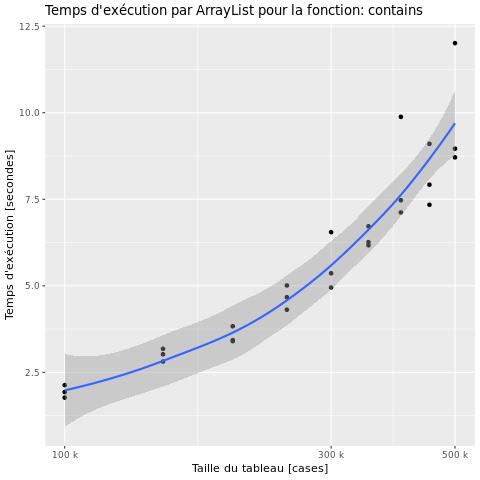 Temps d'exécution par ArrayList pour la fonction: contains
12.5
10.0
7.5
5.0
2.5
Temps d'exécution [secondes]
100 k
300 k
500 k
Taille du tableau [cases]